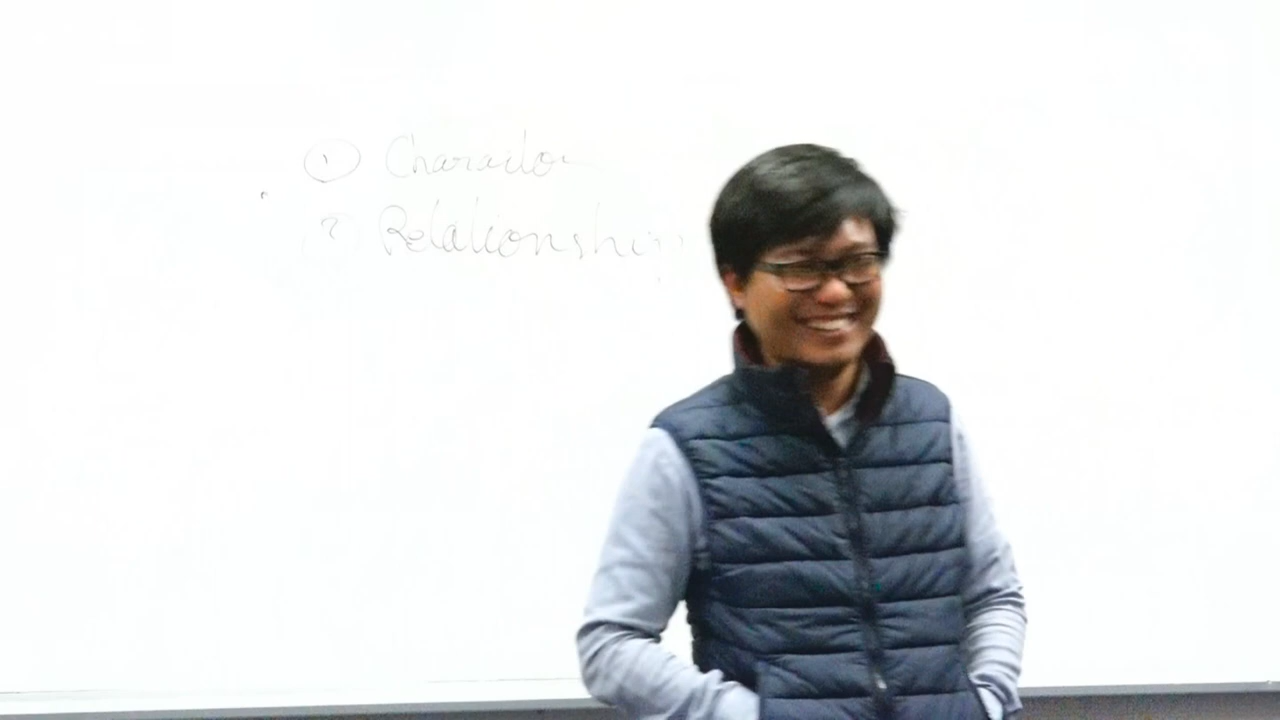 ① Character
② Relationship